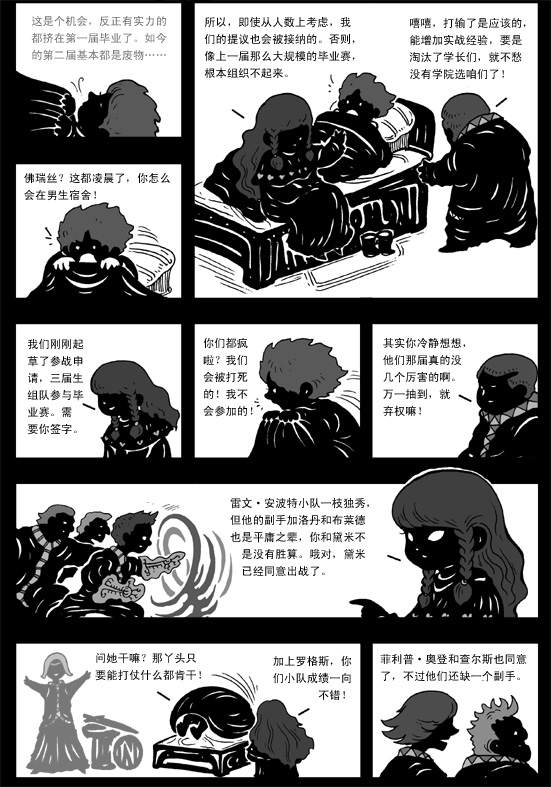 这是个机会，反正有实力的
都挤在第一届毕业了。如今
的第二届基本都是废物……
所以，即使从人数上考虑，我
们的提议也会被接纳的。否则，
像上一届那么大规模的毕业赛，
根本组织不起来。
嘻嘻，打输了是应该的，
能增加实战经验，要是
淘汰了学长们，就不愁
没有学院选咱们了！
佛瑞丝？这都凌晨了，你怎么
会在男生宿舍！
我们刚刚起
草了参战申
请，三届生
组队参与毕
业赛。需
要你签字。
你们都疯
啦？我们
会被打死
的！我不
会参加的！
其实你冷静想想，
他们那届真的没
几个厉害的啊。
万一抽到，就
弃权嘛！
雷文·安波特小队一枝独秀，
但他的副手加洛丹和布莱德
也是平庸之辈，你和黛米不
是没有胜算。哦对，黛米
已经同意出战了。
问她干嘛？那丫头只
要能打仗什么都肯干！
加上罗格斯，你
们小队成绩一向
不错！
菲利普·奥登和查尔斯也同意
了，不过他们还缺一个副手。